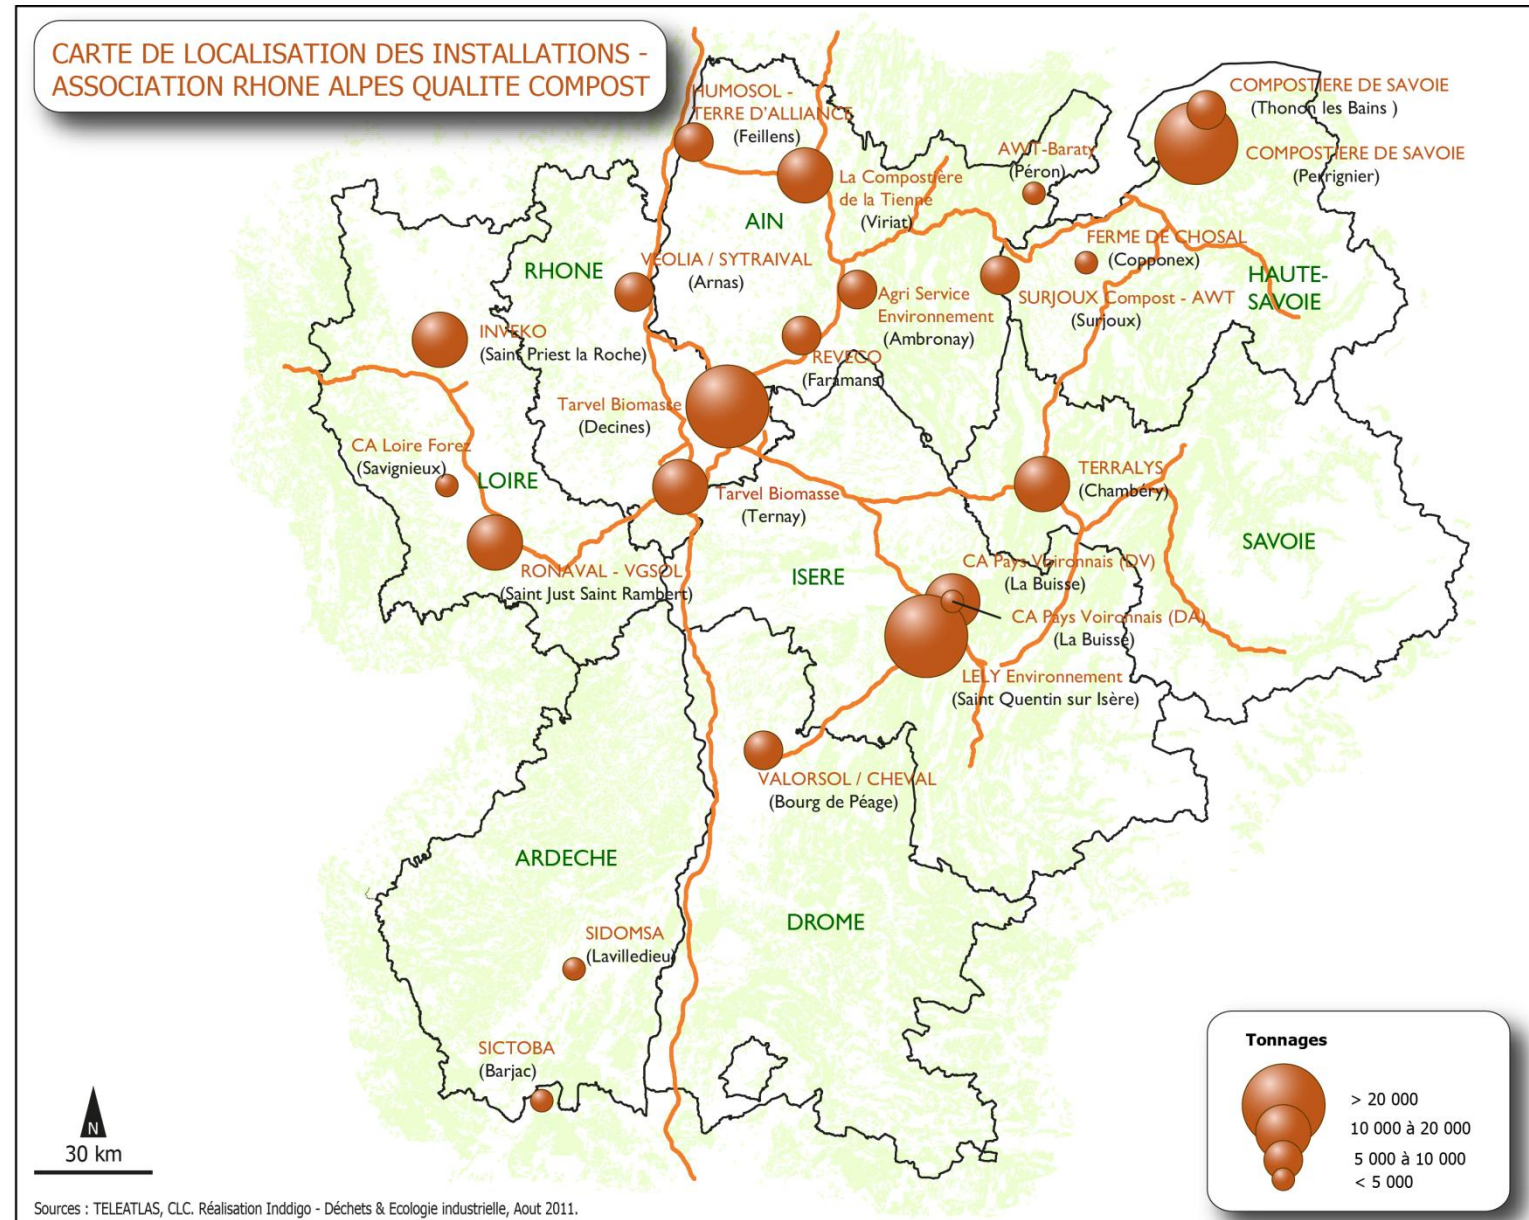 CARTE DE LOCALISATION DES INSTALLATIONS -
ASSOCIATION RHONE ALPES QUALITE COMPOST
HUMOSOL -
TERRE D'ALLIANCE
(Feillens)
COMPOSTIERE DE SAVOIE
(Thonon les Bains )
COMPOSTIERE DE SAVOIE
(Perrignier)
AWT-Baraty
(Péron)
La Compostière
de la Tienne
(Viriat)
AIN
RHONE
VEOLIA / SYTRAIVAL
(Arnas)
FERME DE CHOSAL
(Copponex)
HAUTE-
SAVOIE
SURJOUX Compost - AWT
(Surjoux)
Agri Service
Environnement
(Ambronay)
INVEKO
(Saint Priest la Roche)
REVECO
(Faramans)
Tarvel Biomasse
(Decines)
CA Loire Forez
(Savignieux)
LOIRE
TERRALYS
(Chambéry)
Tarvel Biomasse
(Ternay)
SAVOIE
RONAVAL - VGSOL
(Saint Just Saint Rambert)
ISERE
CA Pays Voironnais (DV)
(La Buisse)
CA Pays Voironnais (DA)
(La Buisse)
LELY Environnement
(Saint Quentin sur Isère)
VALORSOL / CHEVAL
(Bourg de Péage)
ARDECHE
DROME
SIDOMSA
(Lavilledieu)
SICTOBA
(Barjac)
Tonnages
> 20 000
10 000 à 20 000
5 000 à 10 000
< 5 000
N
30 km
Sources : TELEATLAS, CLC. Réalisation Inddigo - Déchets & Ecologie industrielle, Aout 2011.